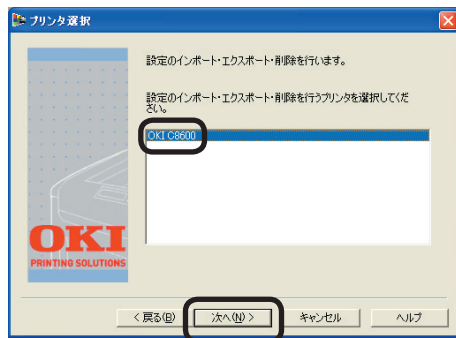 プリンタ選択
設定のインポート・エクスポート・削除を行います。
設定のインポート・エクスポート・削除を行うプリンタを選択してくだ
さい。
OKI C8600
OKI
PRINTING SOLUTIONS
< 戻る(B)
次へ(N) >
キャンセル
ヘルプ